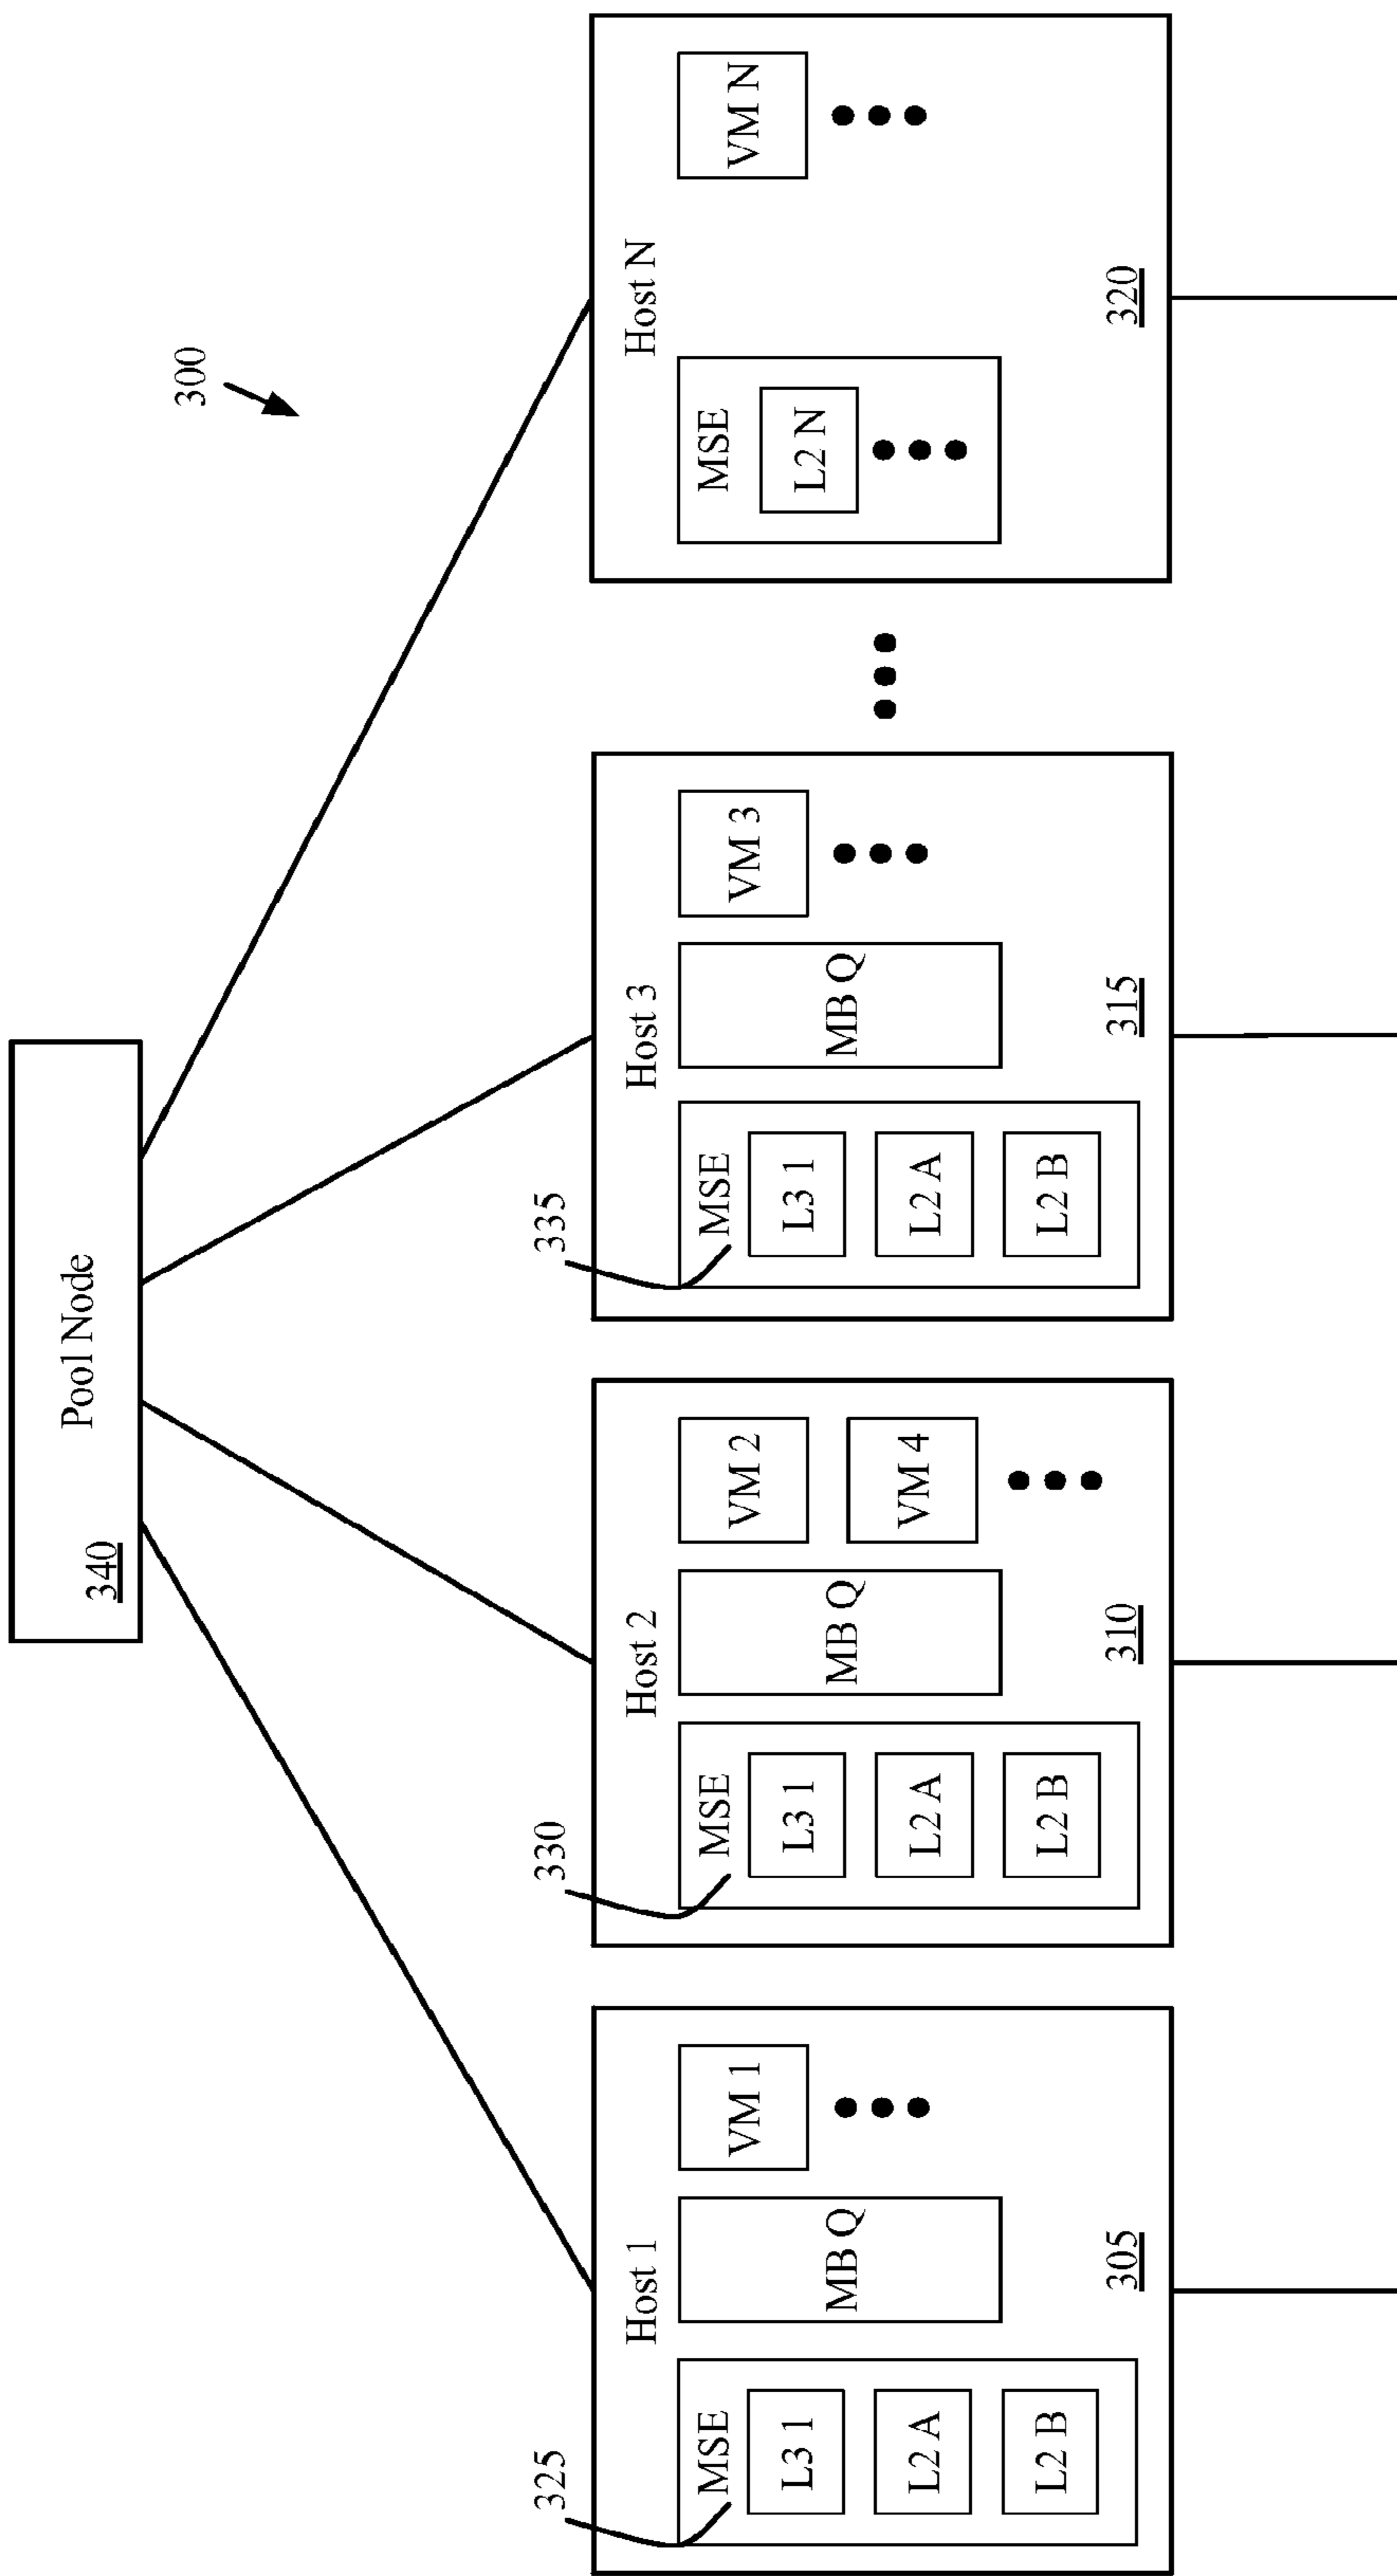 300
Pool Node
340
Host 1
325
MSE
L3 1
L2 A
L2 B
MB Q
VM 1
305
Host 2
330
MSE
L3 1
L2 A
L2 B
MB Q
VM 2
VM 4
310
Host 3
335
MSE
L3 1
L2 A
L2 B
MB Q
VM 3
315
Host N
MSE
L2 N
VM N
320